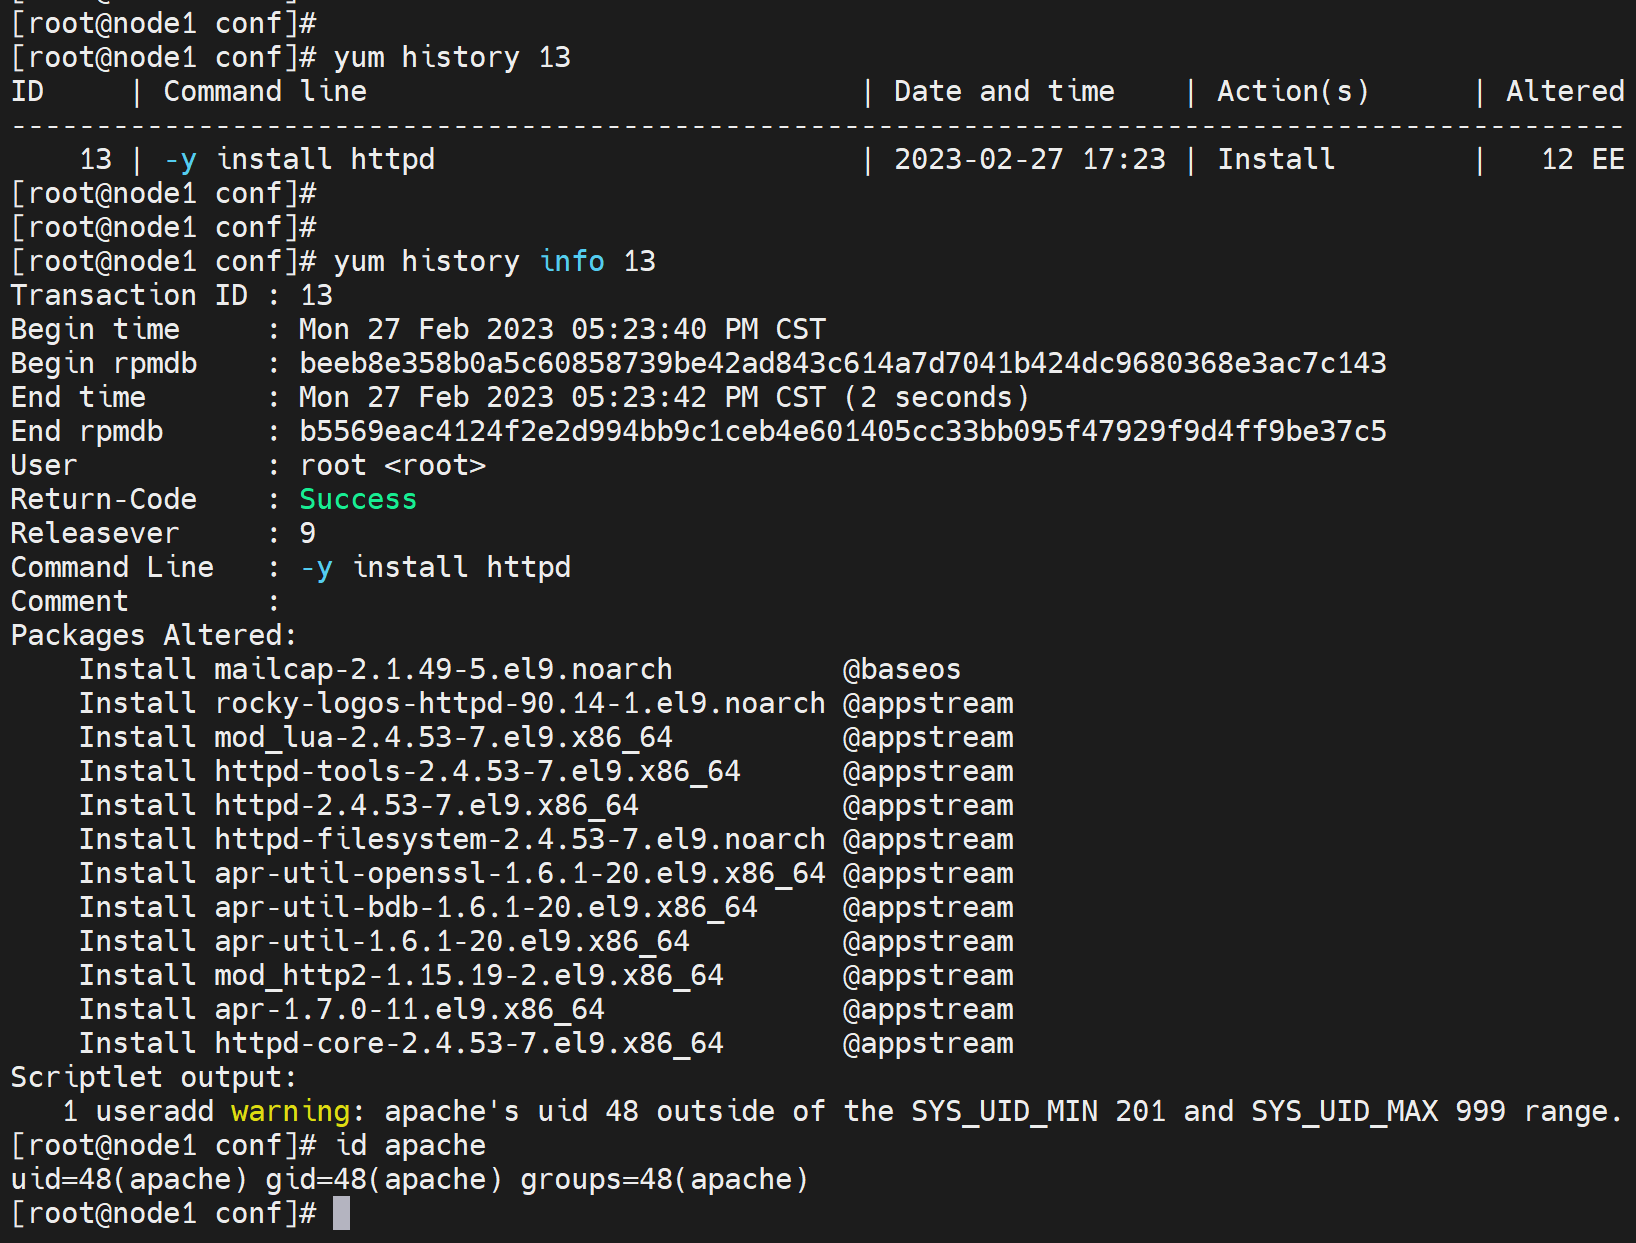 [root@node1 conf]#
[root@node1 conf]# yum history 13
ID     | Command line                             | Date and time    | Action(s)      | Altered
-----------------------------------------------------------------------------------------------
    13 | -y install httpd                         | 2023-02-27 17:23 | Install        |   12 EE
[root@node1 conf]#
[root@node1 conf]#
[root@node1 conf]# yum history info 13
Transaction ID : 13
Begin time     : Mon 27 Feb 2023 05:23:40 PM CST
Begin rpmdb    : beeb8e358b0a5c60858739be42ad843c614a7d7041b424dc9680368e3ac7c143
End time       : Mon 27 Feb 2023 05:23:42 PM CST (2 seconds)
End rpmdb      : b5569eac4124f2e2d994bb9c1ceb4e601405cc33bb095f47929f9d4ff9be37c5
User           : root <root>
Return-Code    : Success
Releasever     : 9
Command Line   : -y install httpd
Comment        :
Packages Altered:
    Install mailcap-2.1.49-5.el9.noarch          @baseos
    Install rocky-logos-httpd-90.14-1.el9.noarch @appstream
    Install mod_lua-2.4.53-7.el9.x86_64          @appstream
    Install httpd-tools-2.4.53-7.el9.x86_64      @appstream
    Install httpd-2.4.53-7.el9.x86_64            @appstream
    Install httpd-filesystem-2.4.53-7.el9.noarch @appstream
    Install apr-util-openssl-1.6.1-20.el9.x86_64 @appstream
    Install apr-util-bdb-1.6.1-20.el9.x86_64     @appstream
    Install apr-util-1.6.1-20.el9.x86_64         @appstream
    Install mod_http2-1.15.19-2.el9.x86_64       @appstream
    Install apr-1.7.0-11.el9.x86_64              @appstream
    Install httpd-core-2.4.53-7.el9.x86_64       @appstream
Scriptlet output:
   1 useradd warning: apache's uid 48 outside of the SYS_UID_MIN 201 and SYS_UID_MAX 999 range.
[root@node1 conf]# id apache
uid=48(apache) gid=48(apache) groups=48(apache)
[root@node1 conf]#